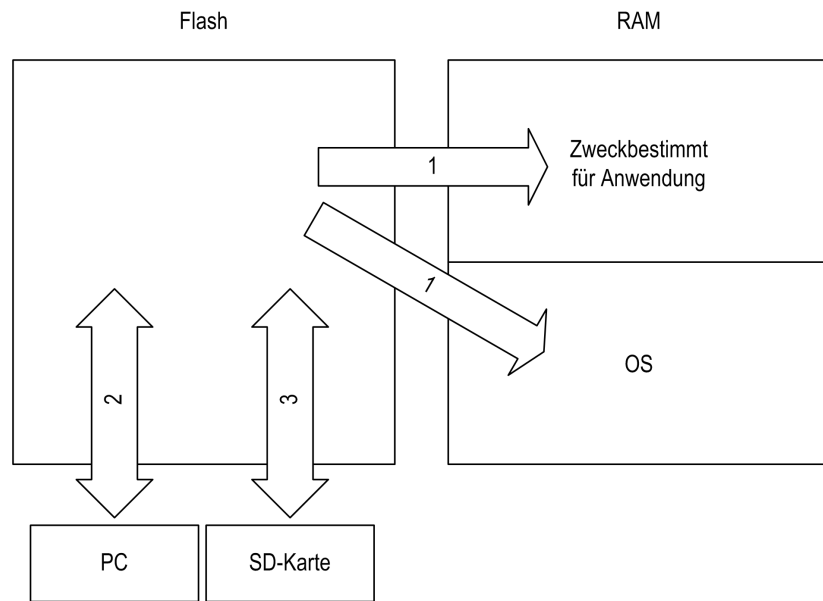 Flash
RAM
1
Zweckbestimmt
für Anwendung
1
OS
2
3
PC
SD-Karte